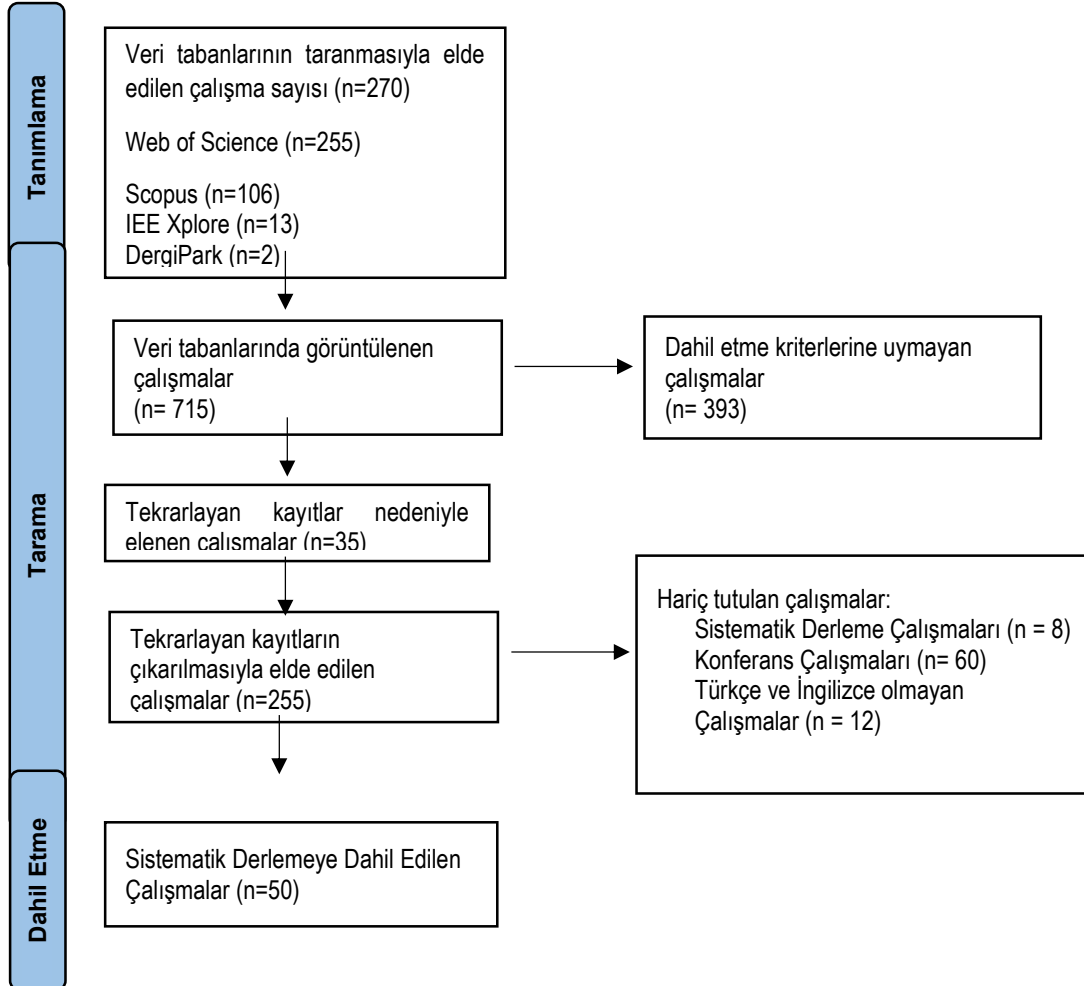 Tanımlama
Veri tabanlarının taranmasıyla elde
edilen çalışma sayısı (n=270)
Web of Science (n=255)
Scopus (n=106)
IEE Xplore (n=13)
DergiPark (n=2)
Tarama
Veri tabanlarında görüntülenen
çalışmalar
(n= 715)
Dahil etme kriterlerine uymayan
çalışmalar
(n= 393)
Tekrarlayan kayıtlar nedeniyle
elenen çalışmalar (n=35)
Tekrarlayan kayıtların
çıkarılmasıyla elde edilen
çalışmalar (n=255)
Hariç tutulan çalışmalar:
Sistematik Derleme Çalışmaları (n = 8)
Konferans Çalışmaları (n= 60)
Türkçe ve İngilizce olmayan
Çalışmalar (n = 12)
Dahil Etme
Sistematik Derlemeye Dahil Edilen
Çalışmalar (n=50)